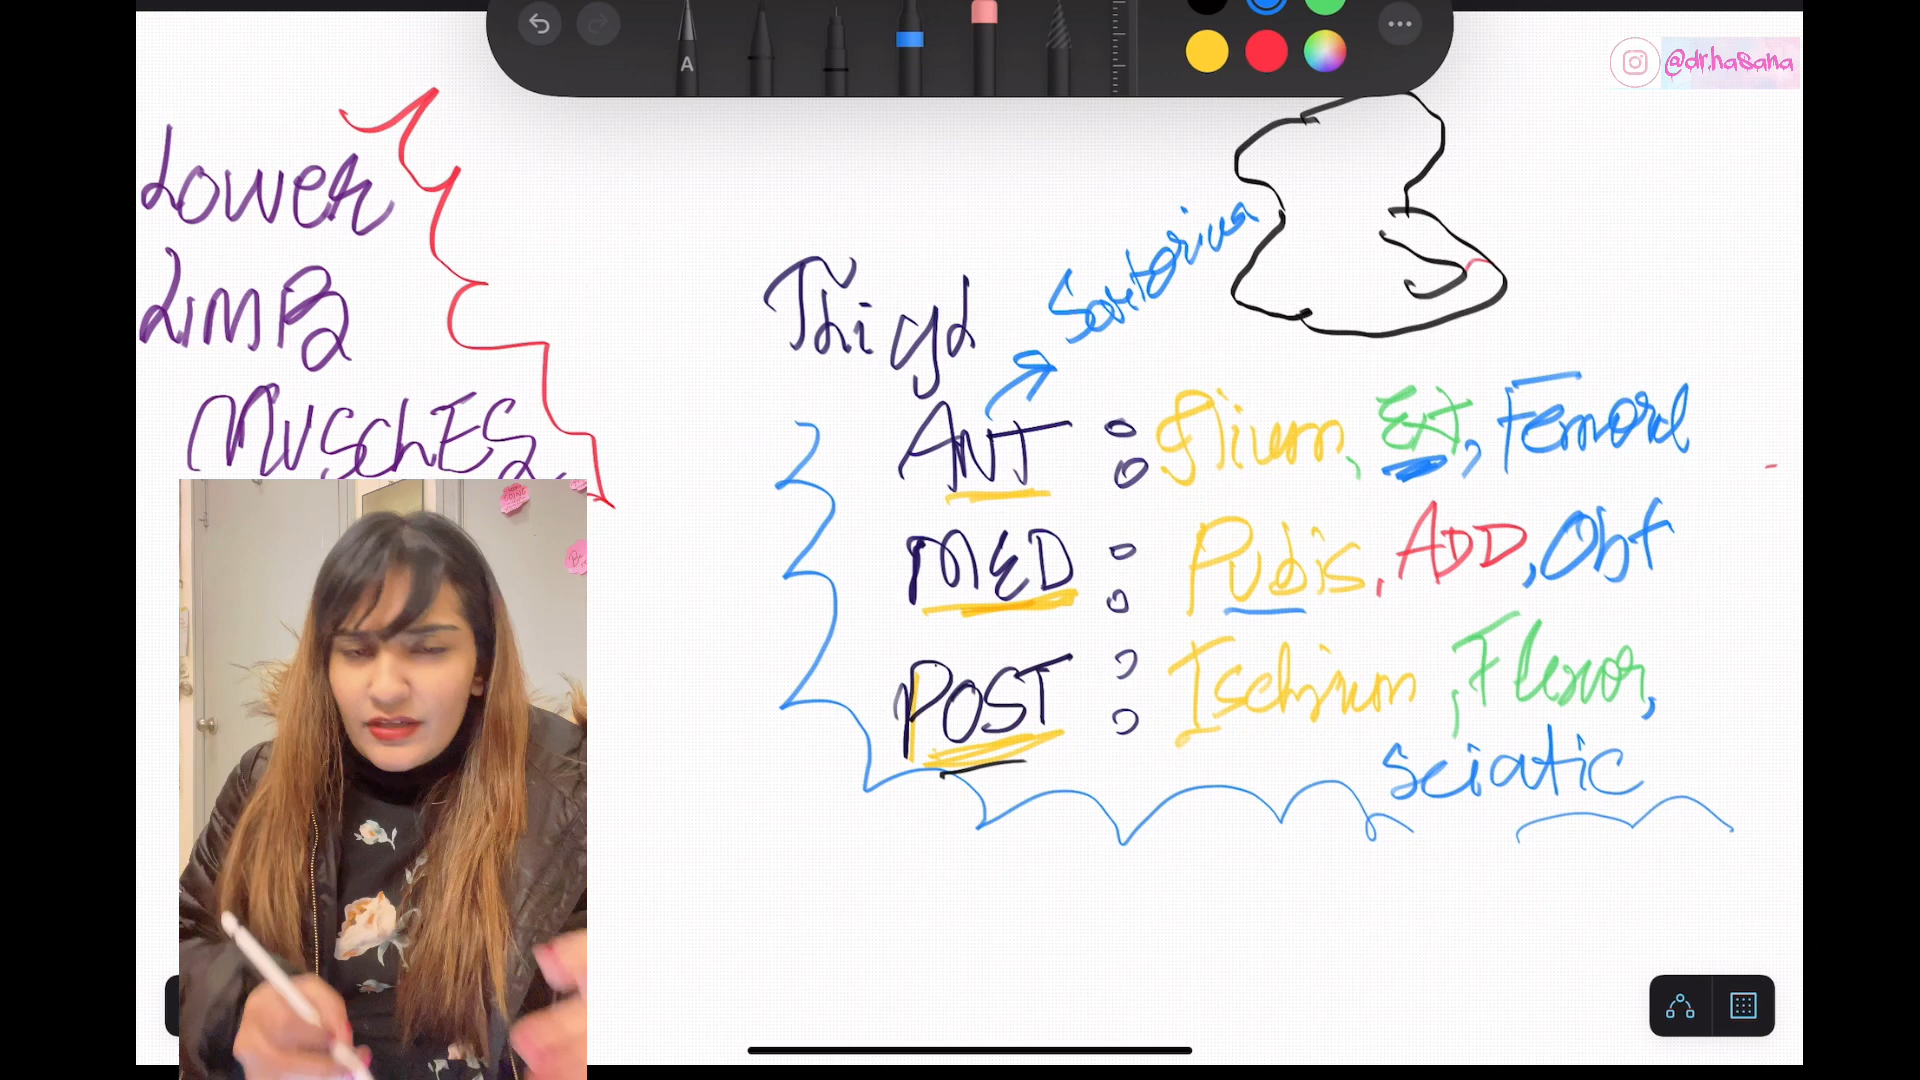 @dr.hasana
Lower
LIMB
MUSCLES
Thigh
Sartorius
ANT : Ilium, Ext, Femoral
MED : Pubis, ADD, Obt
POST : Ischium, Flexor,
Sciatic
A